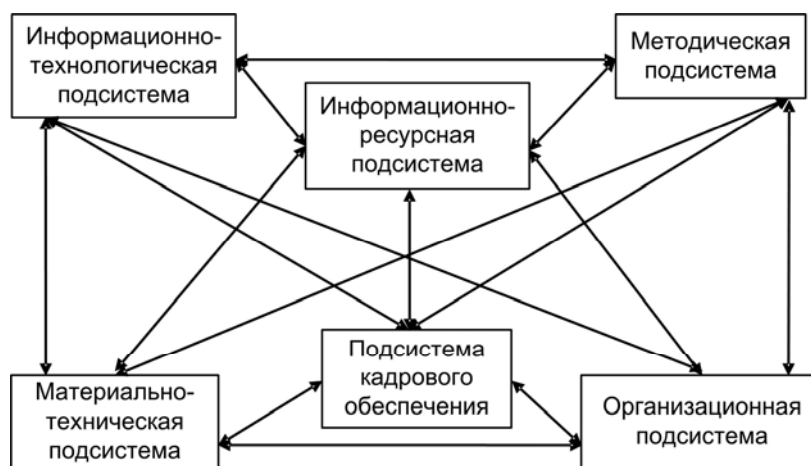 Информационно-
технологическая
подсистема
Методическая
подсистема
Информационно-
ресурсная
подсистема
Подсистема
кадрового
обеспечения
Материально-
техническая
подсистема
Организационная
подсистема